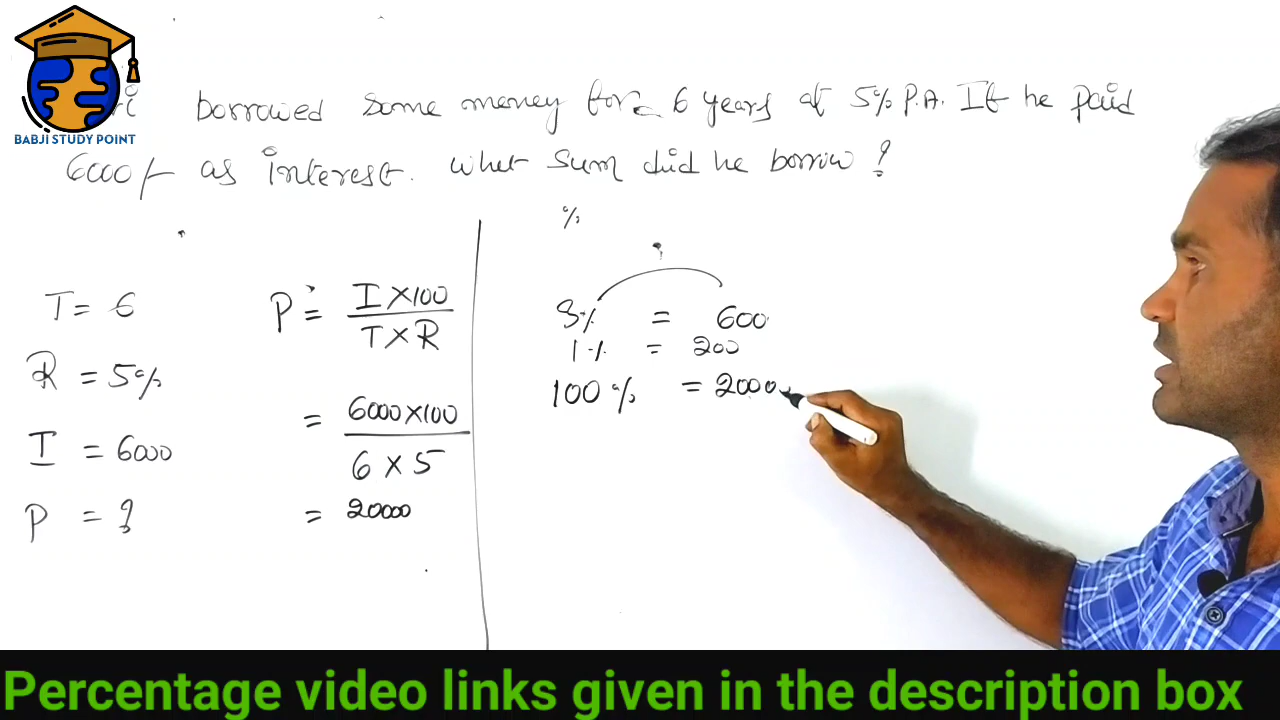 BABJI STUDY POINT
borrowed some money for 6 years at 5% P.A. If he paid
6000/- as interest. What sum did he borrow ?
%
T = 6
R = 5%
I = 6000
P = ?
P = I X 100
T X R
= 6000 X 100
6 X 5
= 20000
3% = 600
1% = 200
100% = 2000
Percentage video links given in the description box